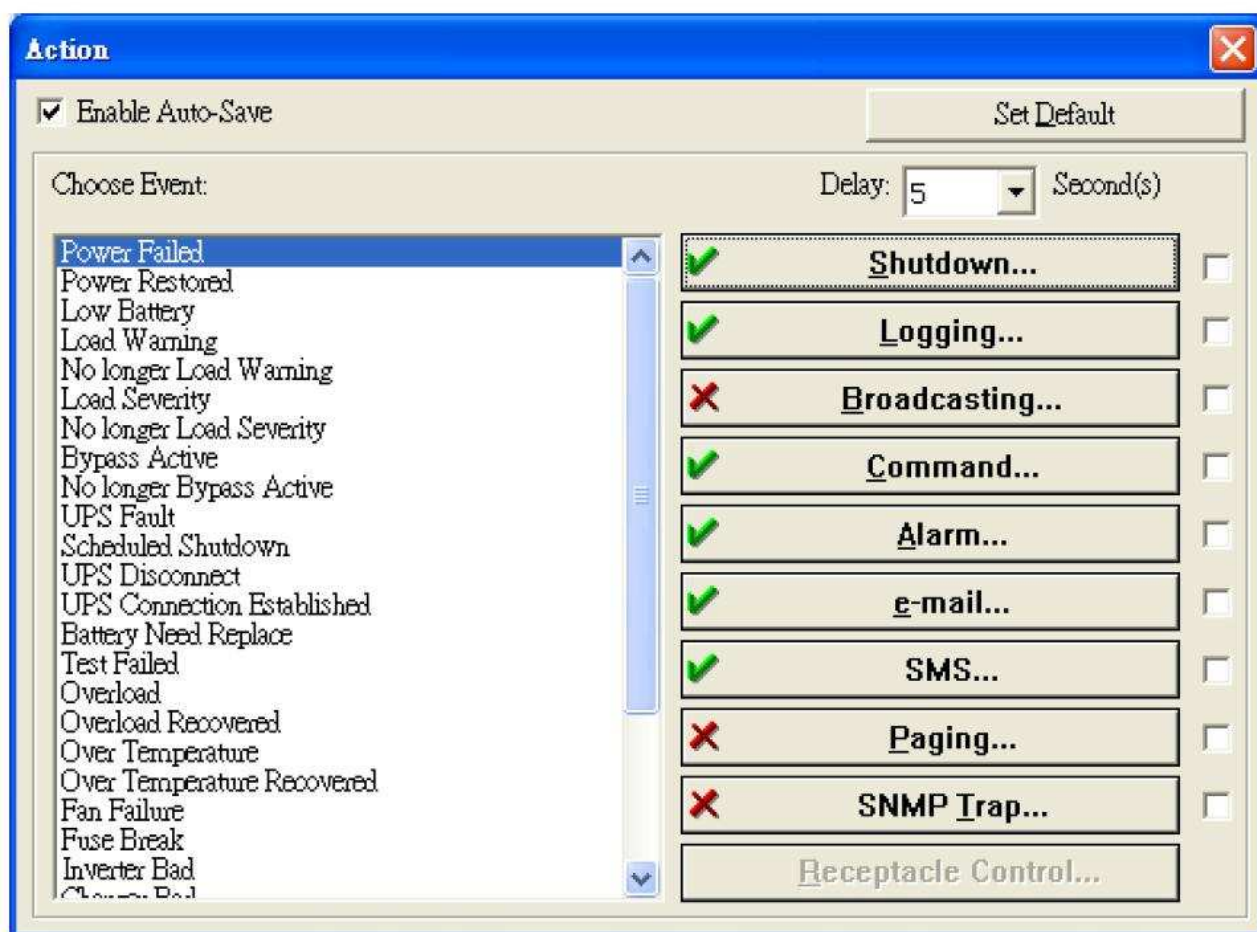 Action
Enable Auto-Save
Set Default
Choose Event:
Delay: 5 Second(s)
Power Failed
Power Restored
Low Battery
Load Warning
No longer Load Warning
Load Severity
No longer Load Severity
Bypass Active
No longer Bypass Active
UPS Fault
Scheduled Shutdown
UPS Disconnect
UPS Connection Established
Battery Need Replace
Test Failed
Overload
Overload Recovered
Over Temperature
Over Temperature Recovered
Fan Failure
Fuse Break
Inverter Bad
Shutdown...
Logging...
Broadcasting...
Command...
Alarm...
e-mail...
SMS...
Paging...
SNMP Trap...
Receptacle Control...